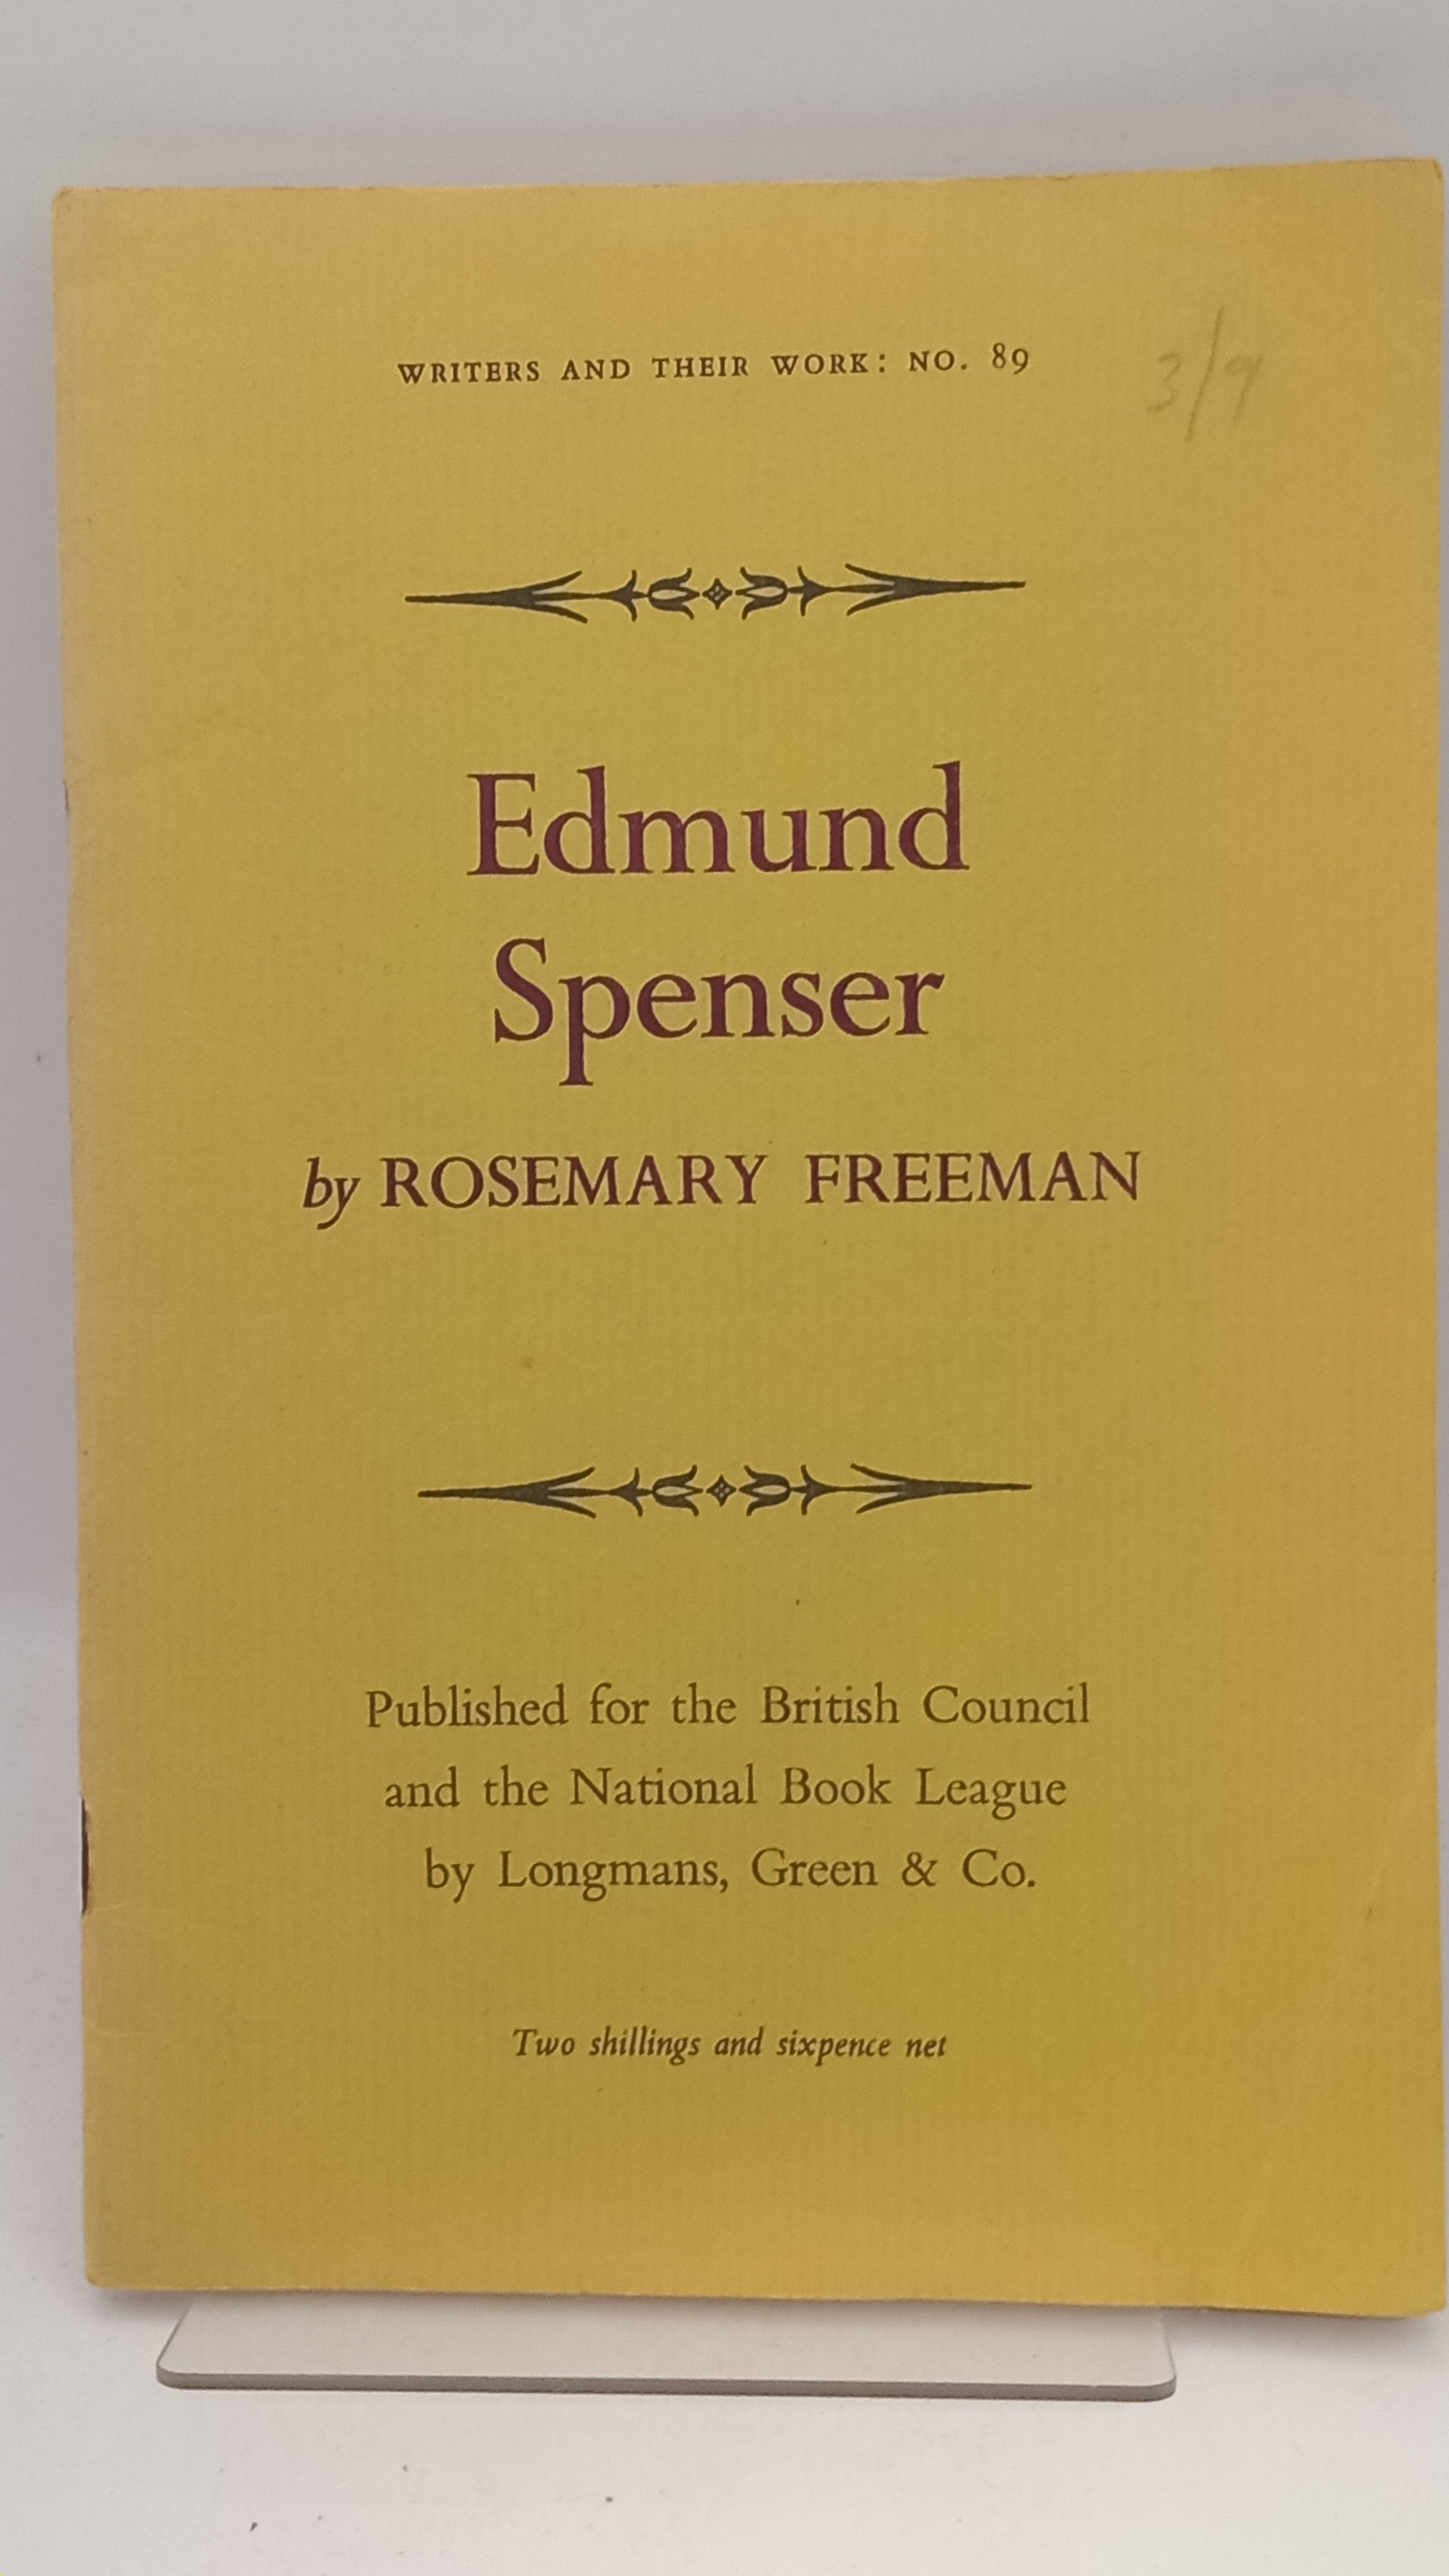 WRITERS AND THEIR WORK: NO. 89
3/9
Edmund
Spenser
by ROSEMARY FREEMAN
Published for the British Council
and the National Book League
by Longmans, Green & Co.
Two shillings and sixpence net